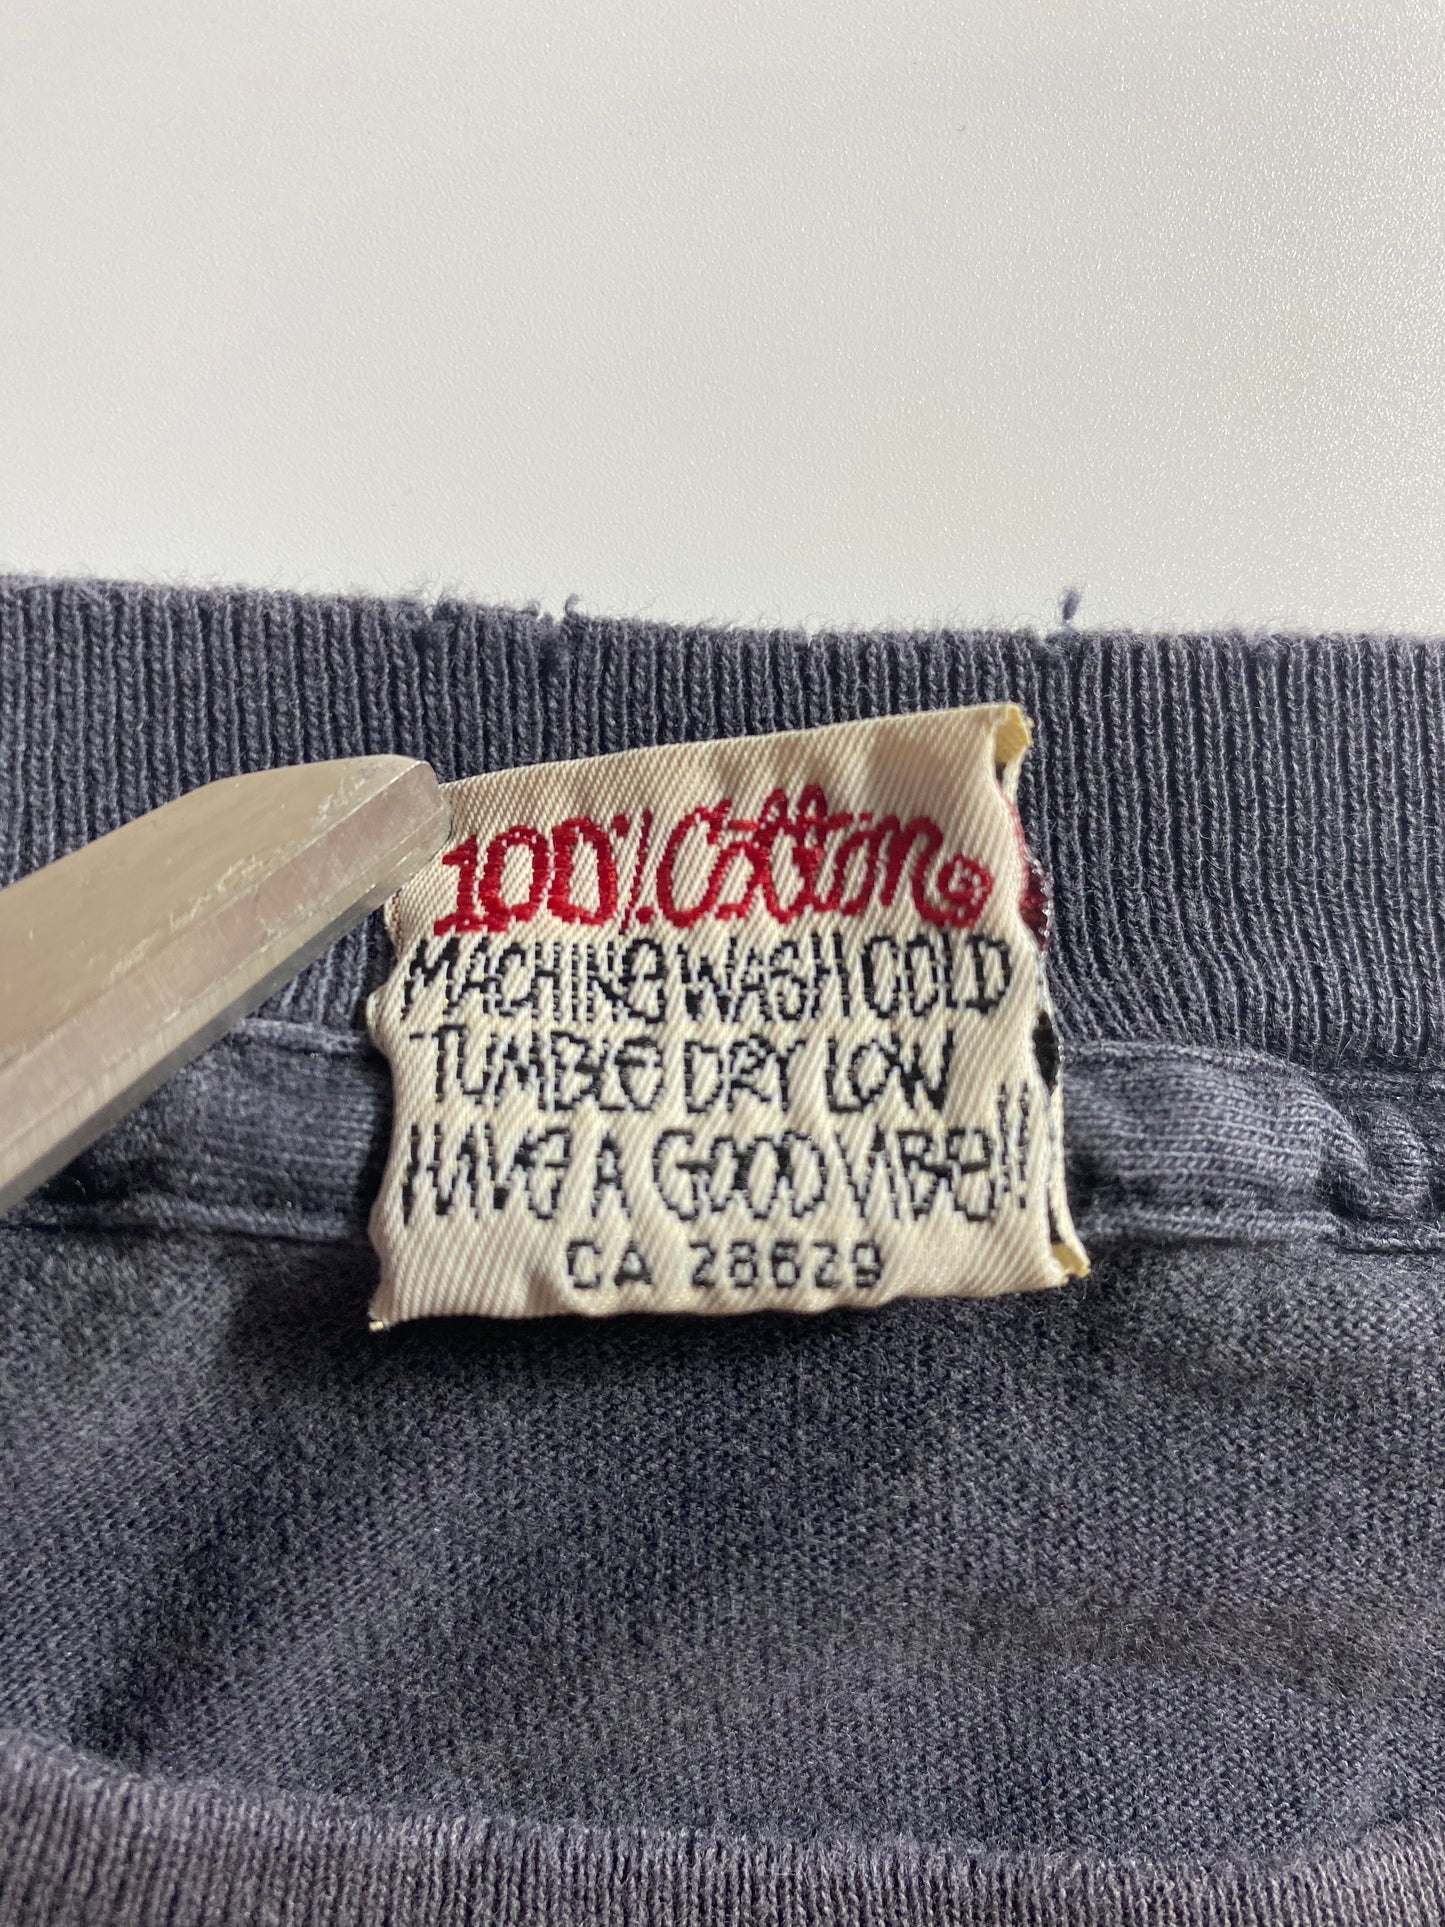 100% Cotton
MACHINE WASH COLD
TUMBLE DRY LOW
HAVE A GOOD VIBE!!
CA 28629